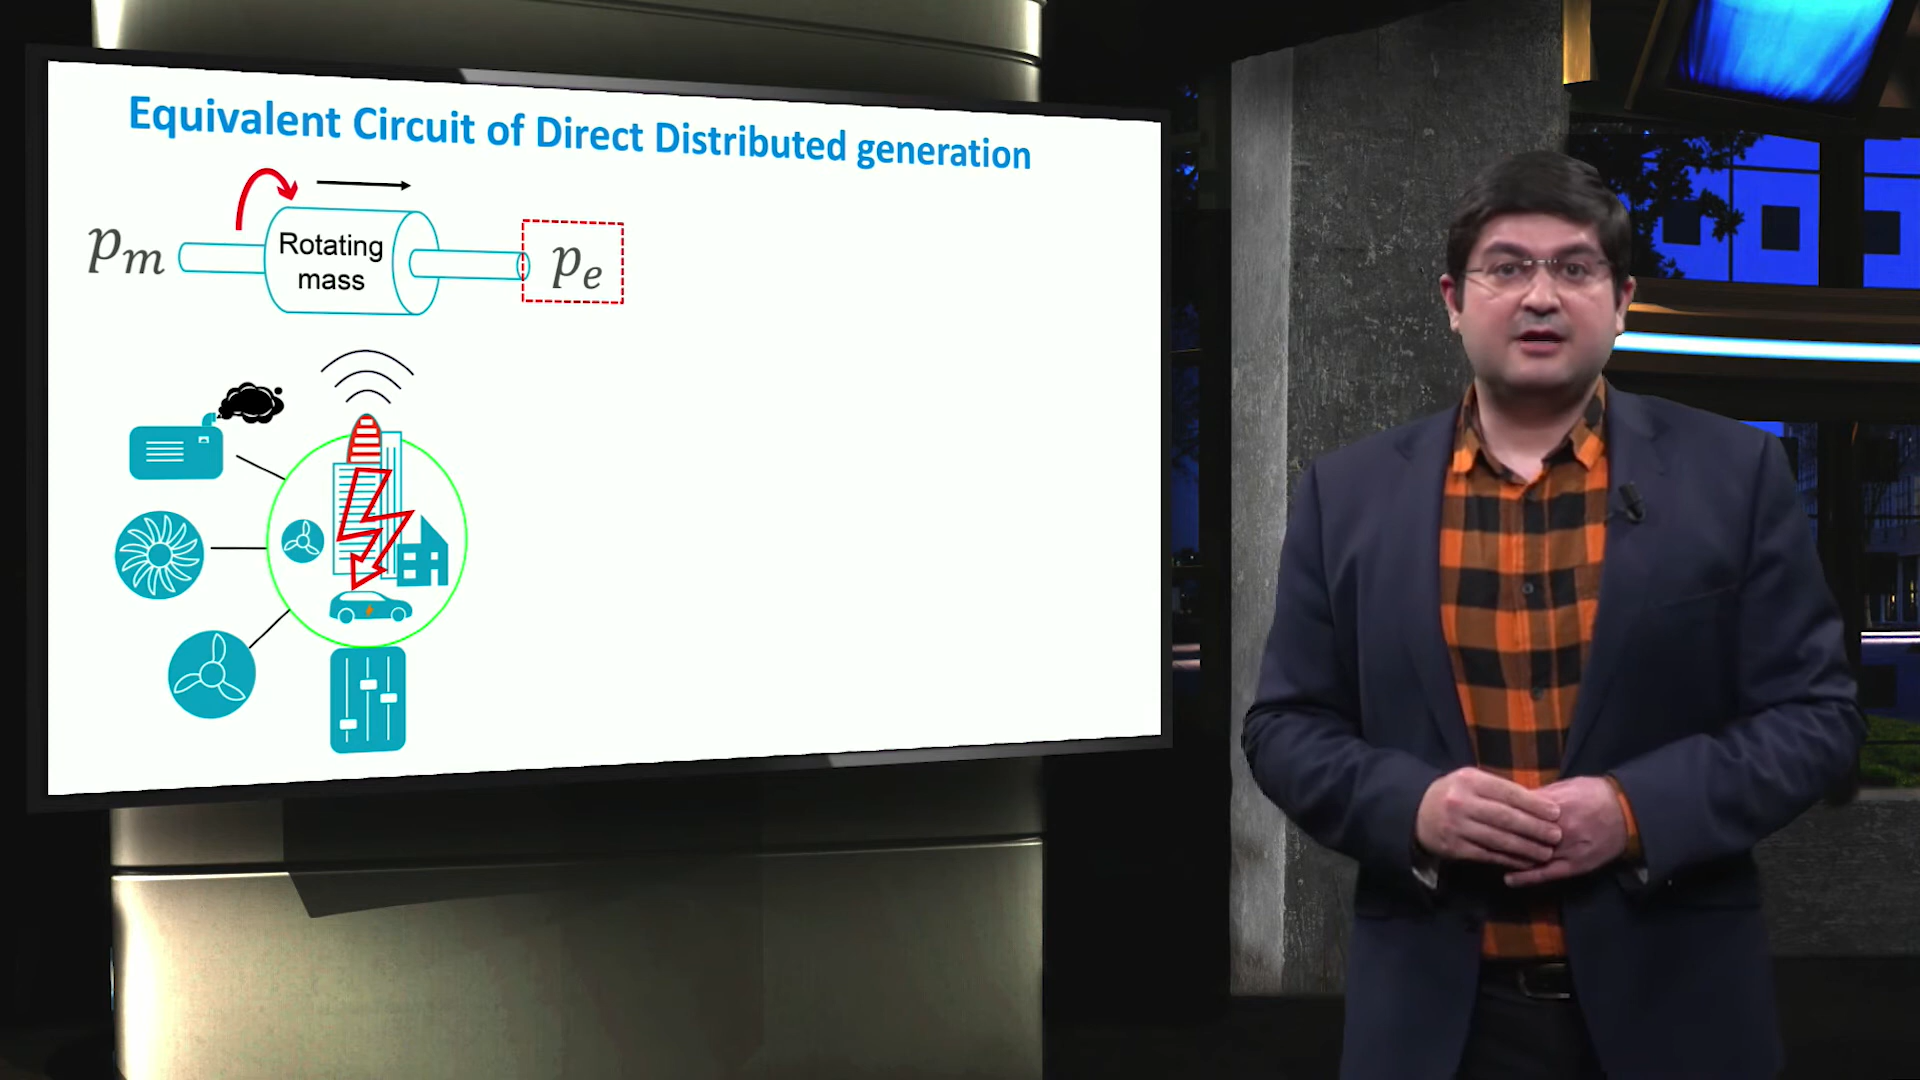 Equivalent Circuit of Direct Distributed generation
p_m
Rotating
mass
p_e